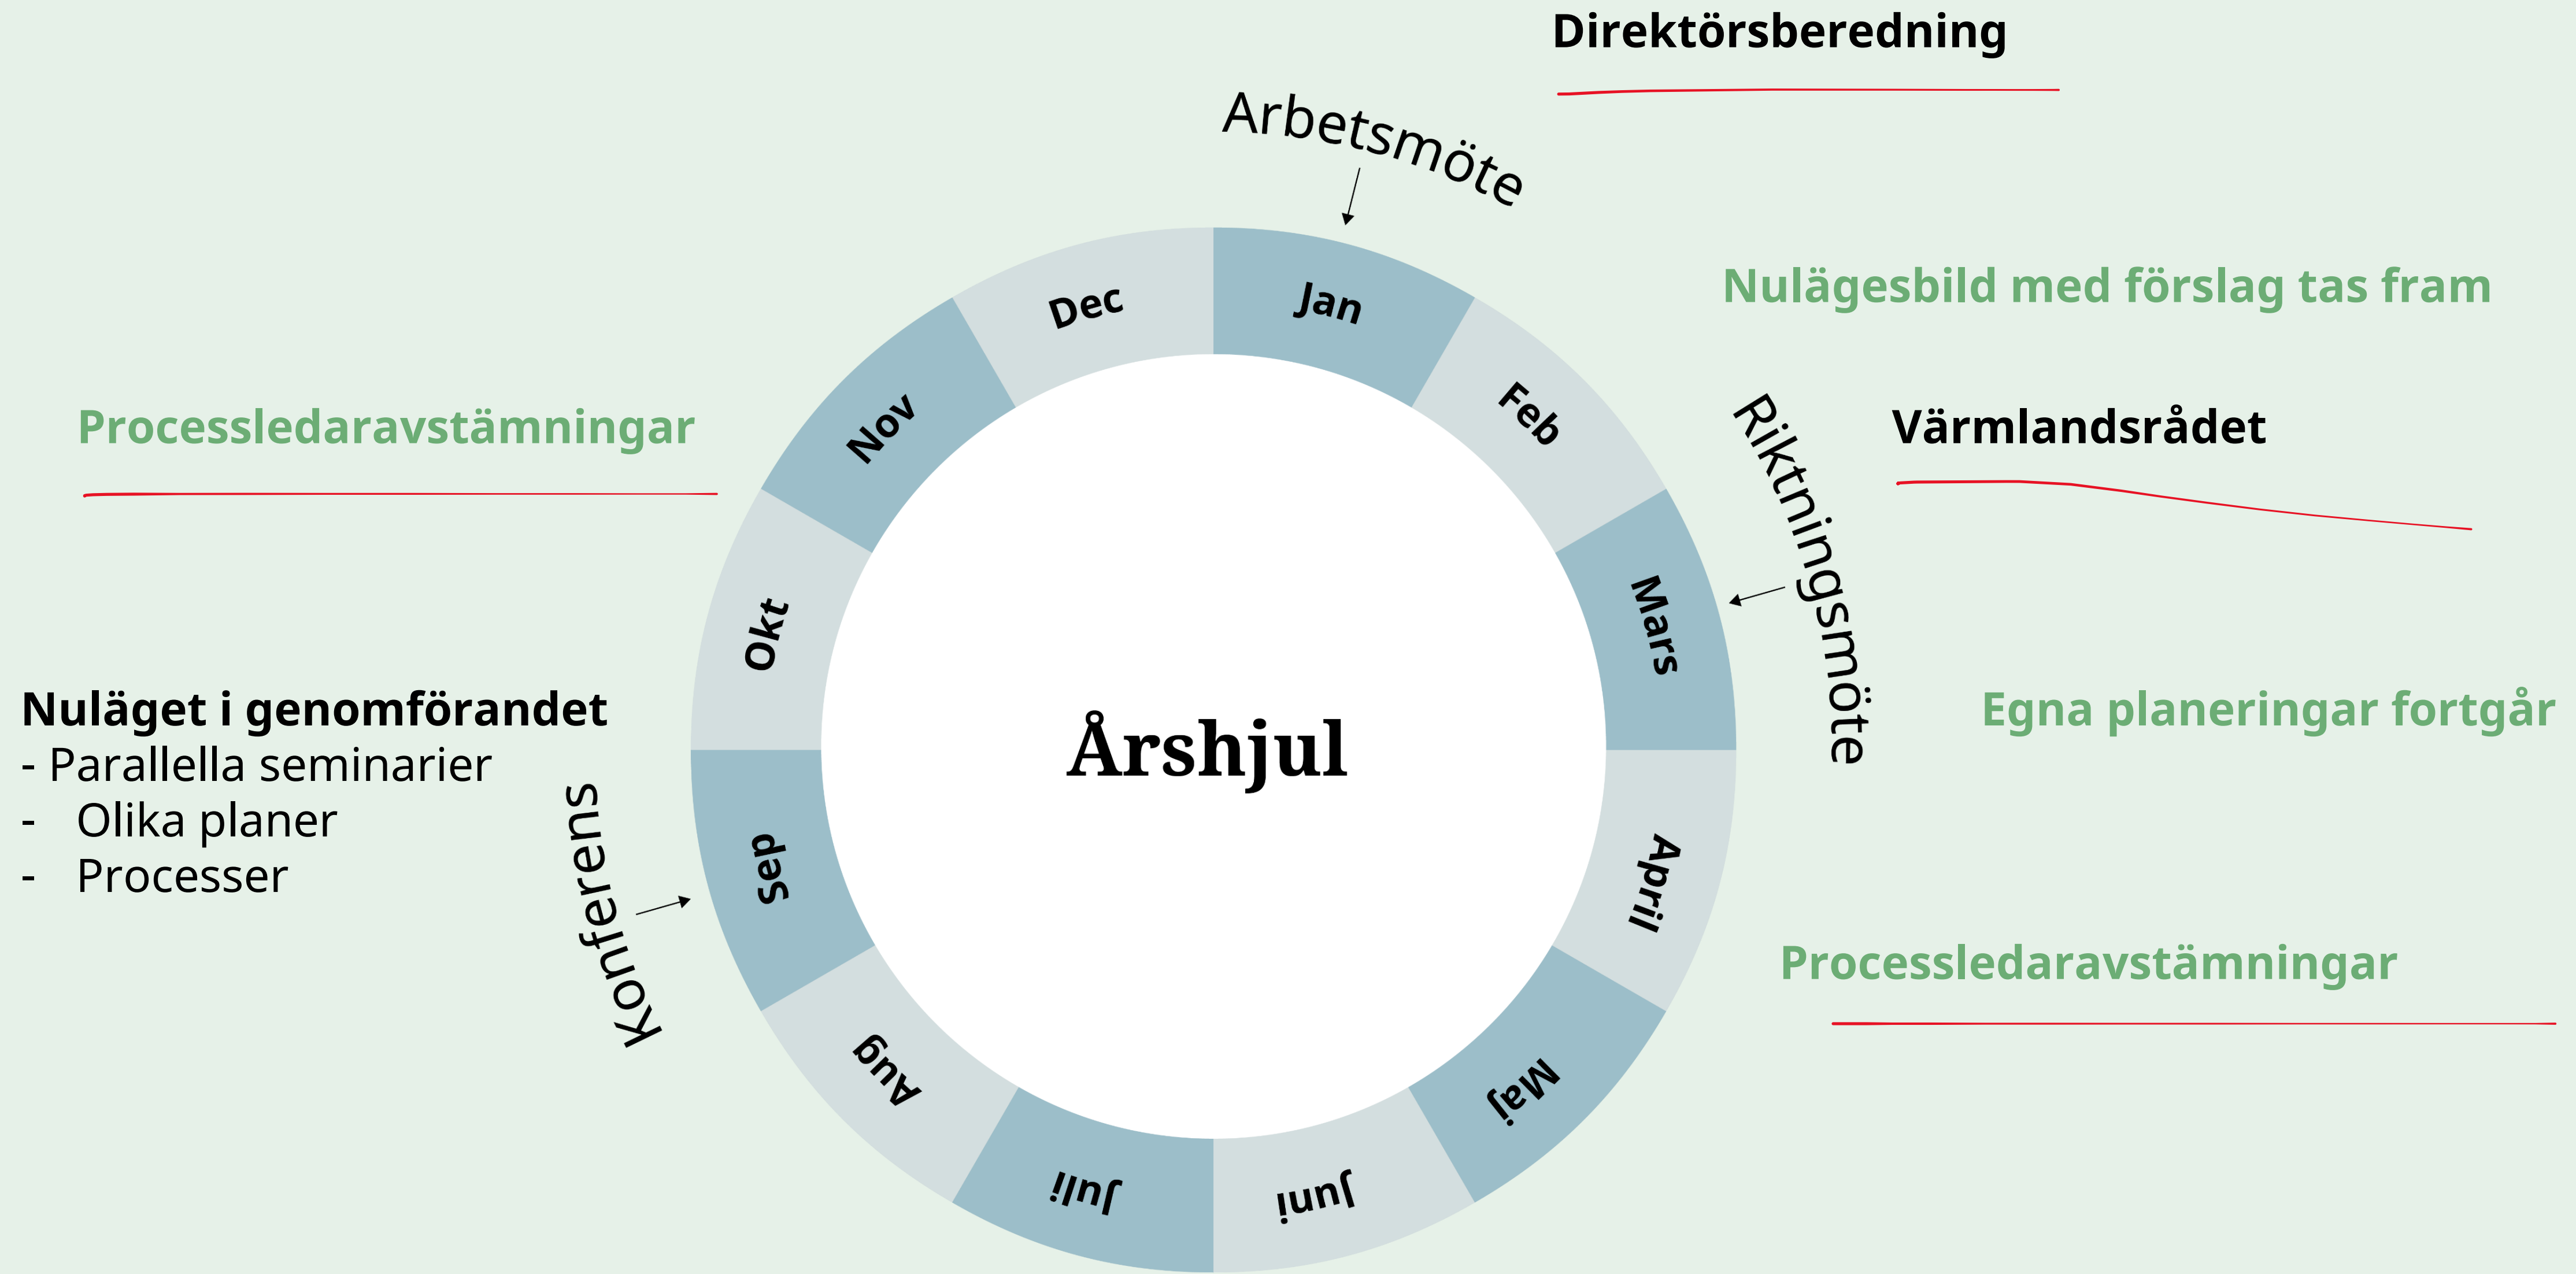 Direktörsberedning
Arbetsmöte
Nulägesbild med förslag tas fram
Riktningsmöte
Värmlandsrådet
Egna planeringar fortgår
Processledaravstämningar
Processledaravstämningar
Nuläget i genomförandet
- Parallella seminarier
- Olika planer
- Processer
Konferens
Årshjul
Jan
Feb
Mars
April
Maj
Juni
Juli
Aug
Sep
Okt
Nov
Dec